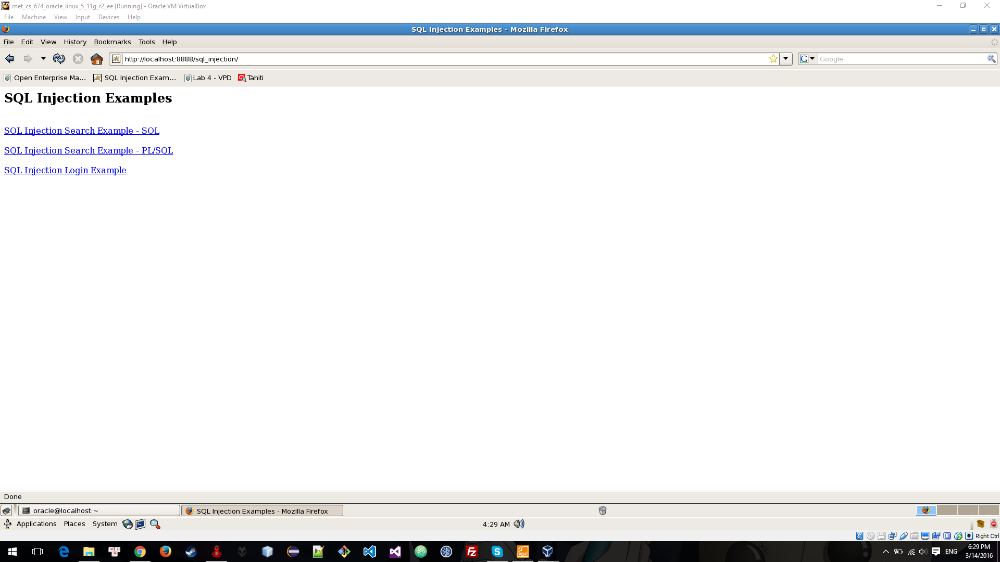 met_cs_674_oracle_linux_5_11g_r2_ee [Running] - Oracle VM VirtualBox
File Machine View Input Devices Help
SQL Injection Examples - Mozilla Firefox
File Edit View History Bookmarks Tools Help
http://localhost:8888/sql_injection/
G Google
Open Enterprise Ma... SQL Injection Exam... Lab 4 - VPD Tahiti
SQL Injection Examples
SQL Injection Search Example - SQL
SQL Injection Search Example - PL/SQL
SQL Injection Login Example
Done
oracle@localhost:~ SQL Injection Examples - Mozilla Firefox
Applications Places System 4:29 AM
Right Ctrl
ENG 6:29 PM
3/14/2016